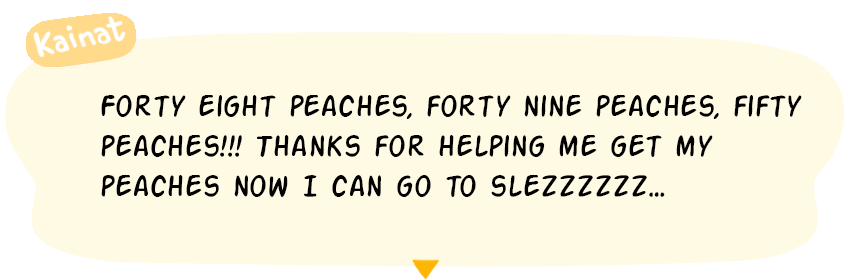 Kainat
FORTY EIGHT PEACHES, FORTY NINE PEACHES, FIFTY
PEACHES!!! THANKS FOR HELPING ME GET MY
PEACHES NOW I CAN GO TO SLEZZZZZZ...